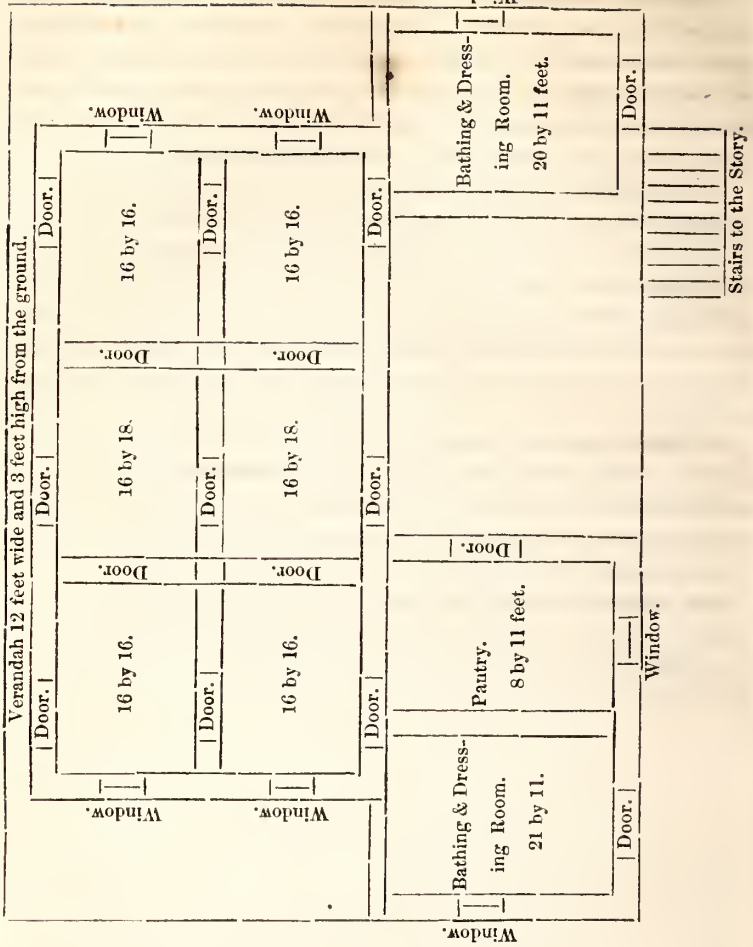 Verandah 12 feet wide and 3 feet high from the ground.
Door.
Door.
Door.
Window.
16 by 16.
Door.
16 by 18.
Door.
16 by 16.
Window.
Door.
Door.
Door.
Window.
16 by 16.
Door.
16 by 18.
Door.
16 by 16.
Window.
Door.
Door.
Door.
Window.
Bathing & Dress-
ing Room.
21 by 11.
Door.
Pantry.
8 by 11 feet.
Door.
Window.
Bathing & Dress-
ing Room.
20 by 11 feet.
Door.
Stairs to the Story.